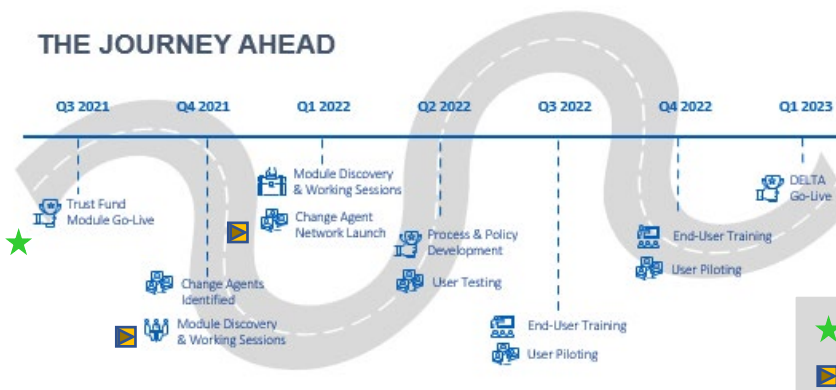 THE JOURNEY AHEAD
Q3 2021
Q4 2021
Q1 2022
Q2 2022
Q3 2022
Q4 2022
Q1 2023
Trust Fund
Module Go-Live
Change Agents
Identified
Module Discovery
& Working Sessions
Module Discovery
& Working Sessions
Change Agent
Network Launch
Process & Policy
Development
User Testing
End-User Training
User Piloting
End-User Training
User Piloting
DELTA
Go-Live